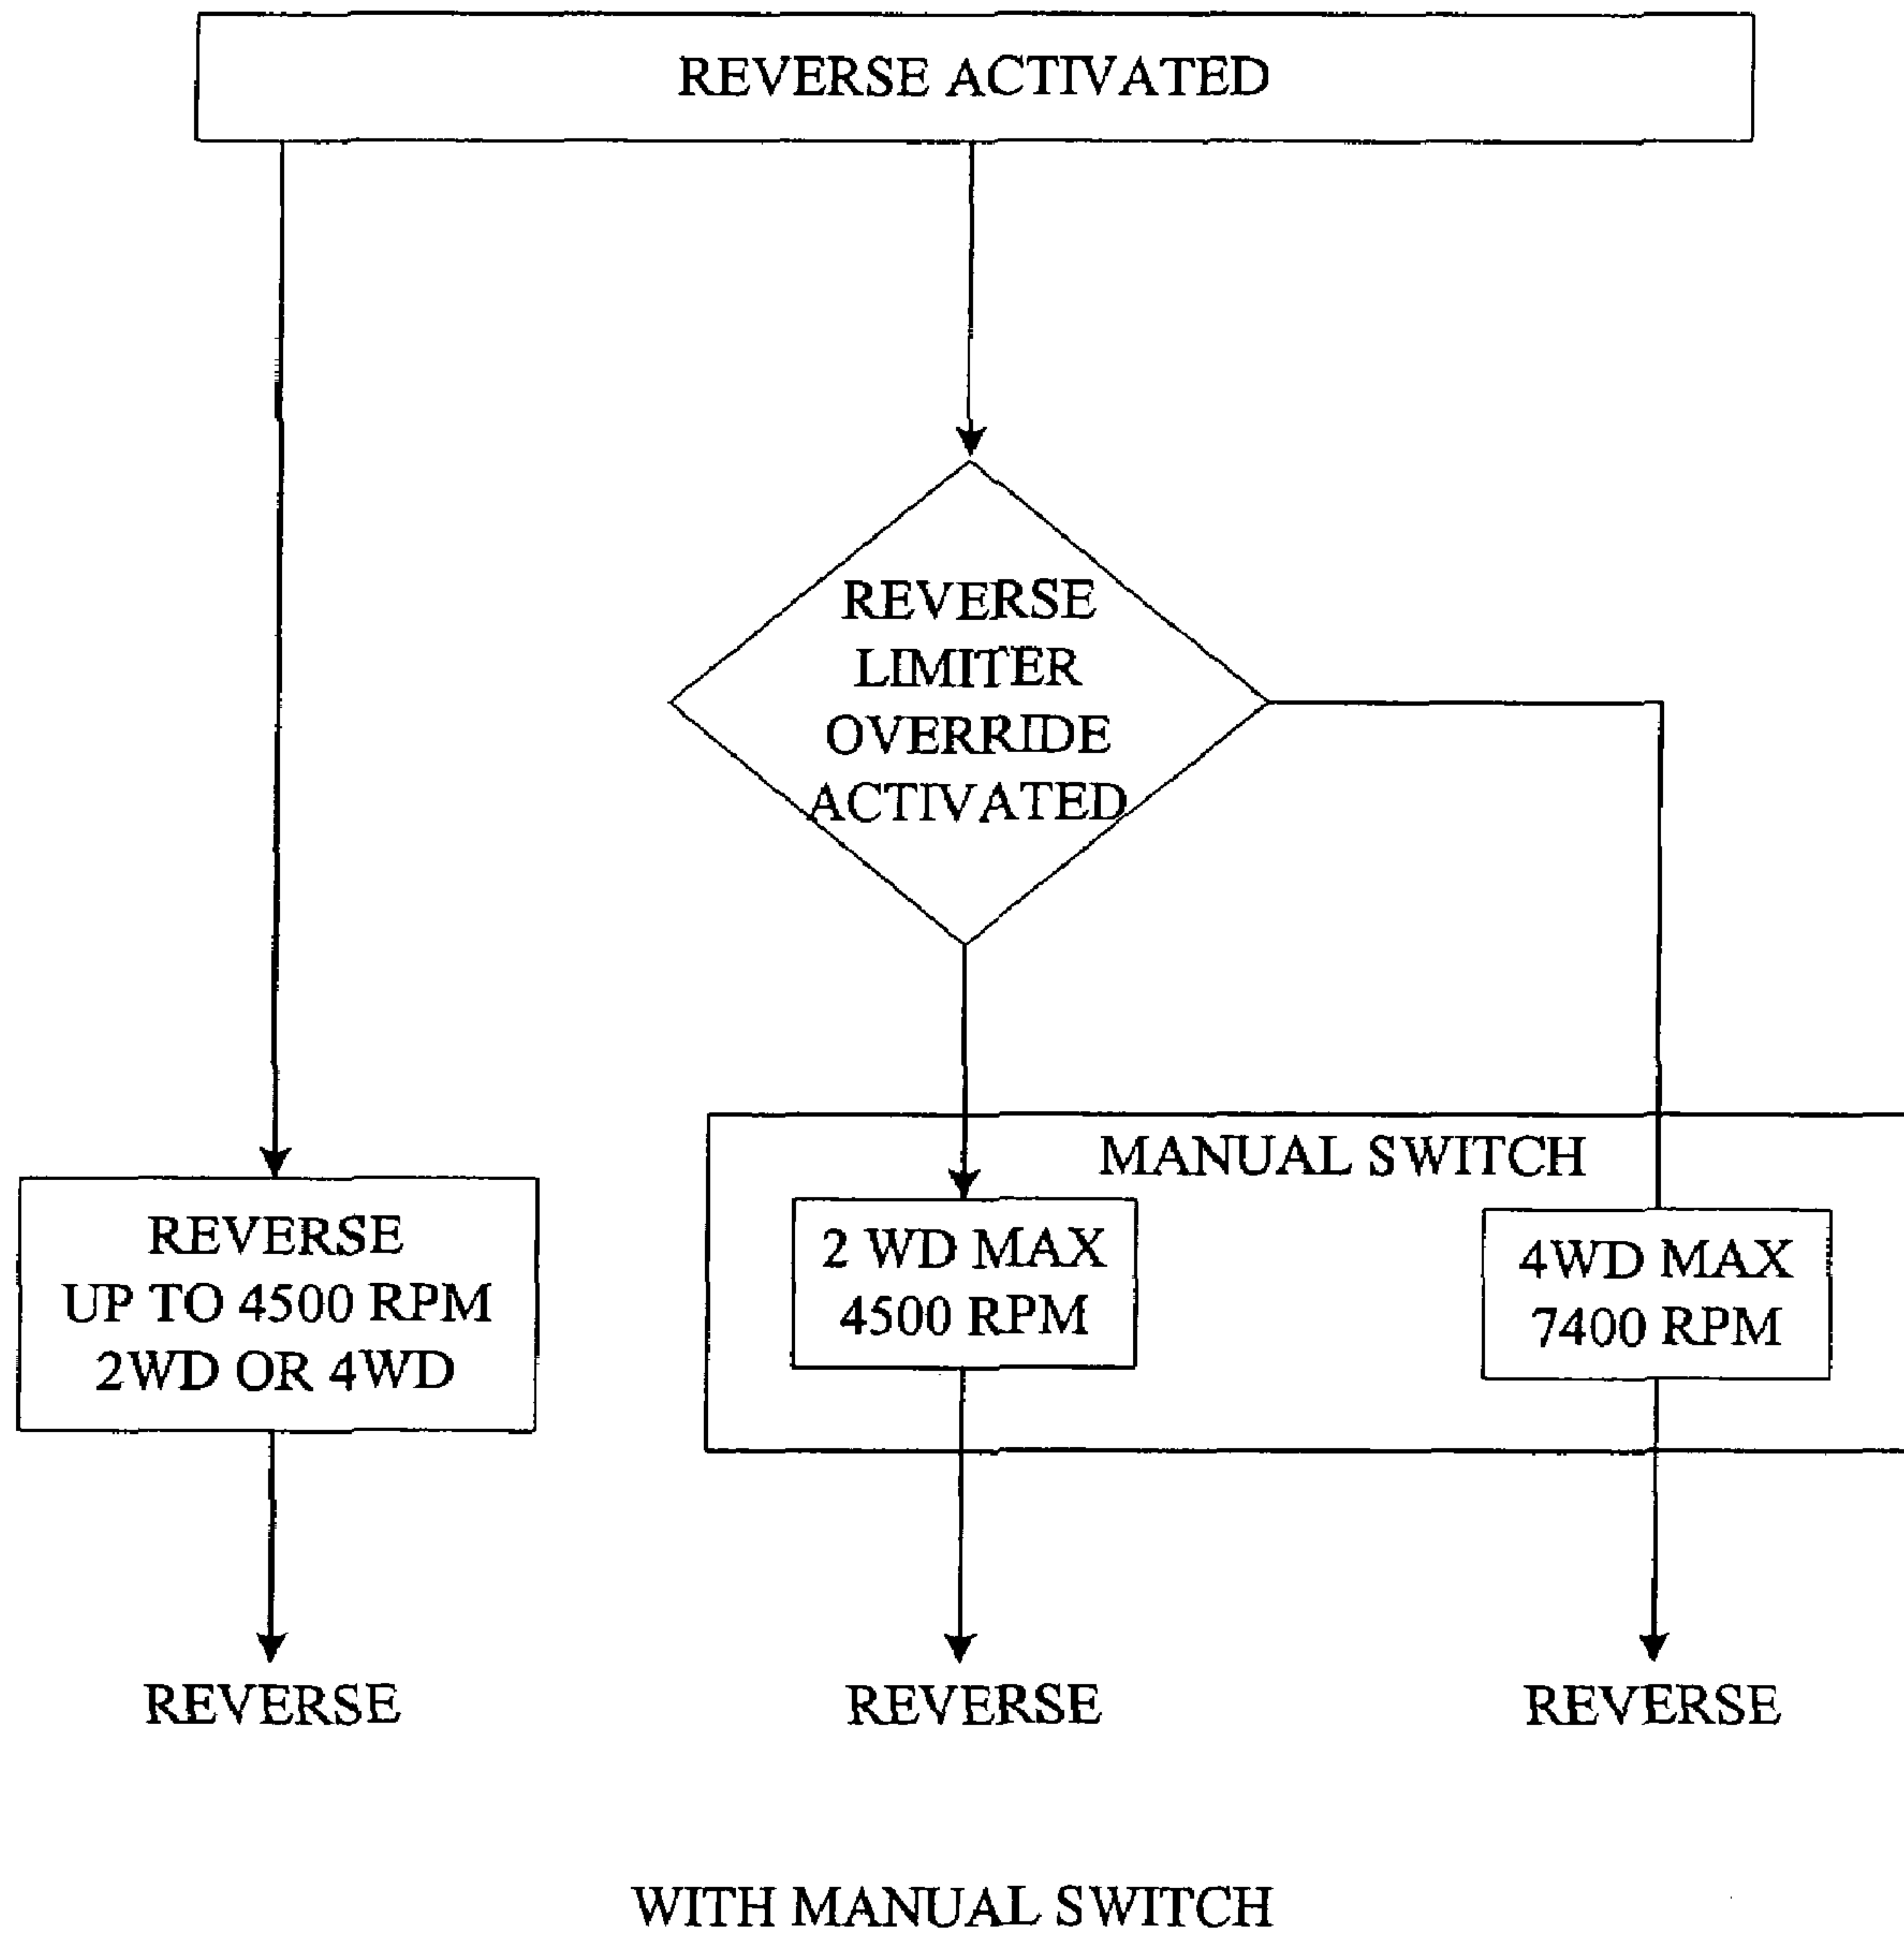 REVERSE ACTIVATED
REVERSE
LIMITER
OVERRIDE
ACTIVATED
MANUAL SWITCH
REVERSE
UP TO 4500 RPM
2WD OR 4WD
2 WD MAX
4500 RPM
4WD MAX
7400 RPM
REVERSE
REVERSE
REVERSE
WITH MANUAL SWITCH